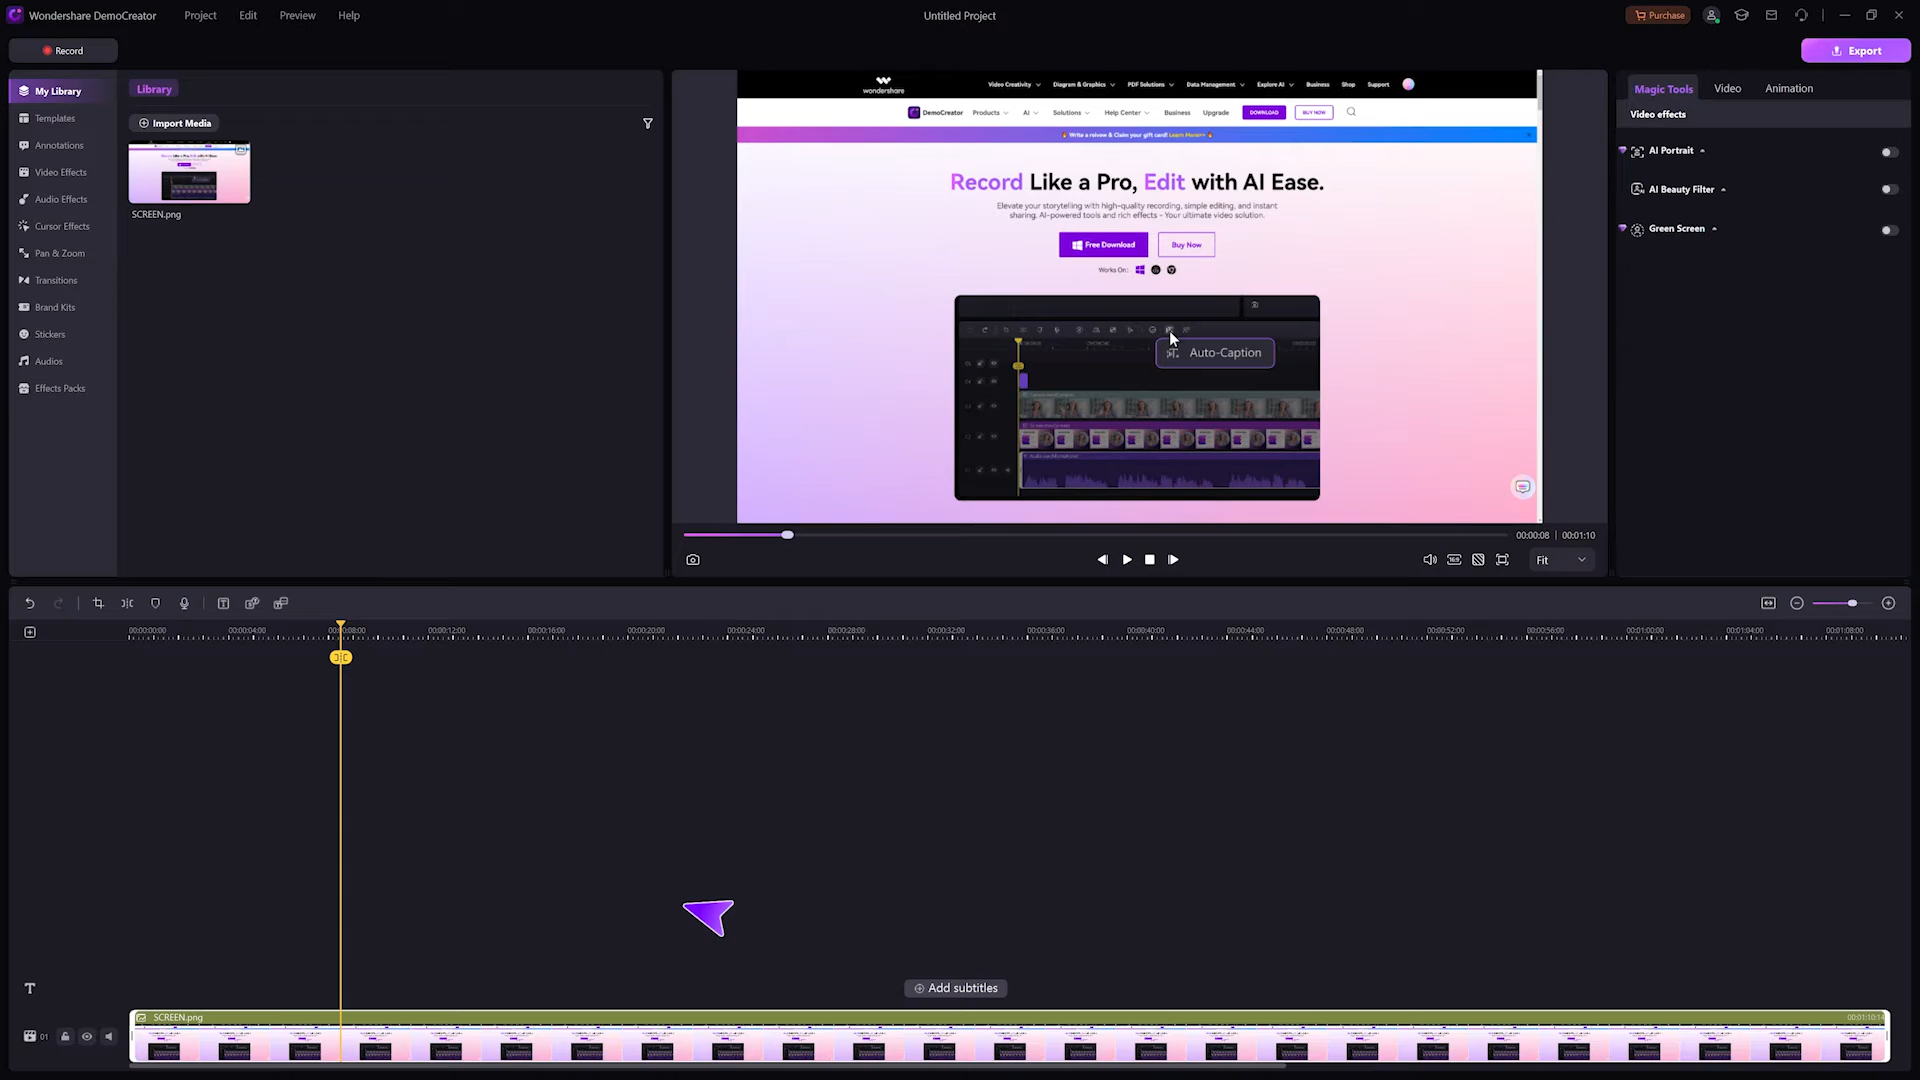 Wondershare DemoCreator
Project
Edit
Preview
Help
Untitled Project
Purchase
Record
Export
My Library
Templates
Annotations
Video Effects
Audio Effects
Cursor Effects
Pan & Zoom
Transitions
Brand Kits
Stickers
Audios
Effects Packs
Library
Import Media
SCREEN.png
wondershare
Video Creativity
Diagram & Graphics
PDF Solutions
Data Management
Explore AI
Business
Shop
Support
DemoCreator
Products
AI
Solutions
Help Center
Business
Upgrade
DOWNLOAD
BUY NOW
Write a reivew & Claim your gift card! Learn More>>
Record Like a Pro, Edit with AI Ease.
Elevate your storytelling with high-quality recording, simple editing, and instant
sharing. AI-powered tools and rich effects - Your ultimate video solution.
Free Download
Buy Now
Works On:
Auto-Caption
00:00:08 | 00:01:10
16:9
Fit
Magic Tools
Video
Animation
Video effects
AI Portrait
AI Beauty Filter
Green Screen
00:00:00:00
00:00:04:00
00:00:08:00
00:00:12:00
00:00:16:00
00:00:20:00
00:00:24:00
00:00:28:00
00:00:32:00
00:00:36:00
00:00:40:00
00:00:44:00
00:00:48:00
00:00:52:00
00:00:56:00
00:01:00:00
00:01:04:00
00:01:08:00
T
Add subtitles
SCREEN.png
00:01:10:14
01